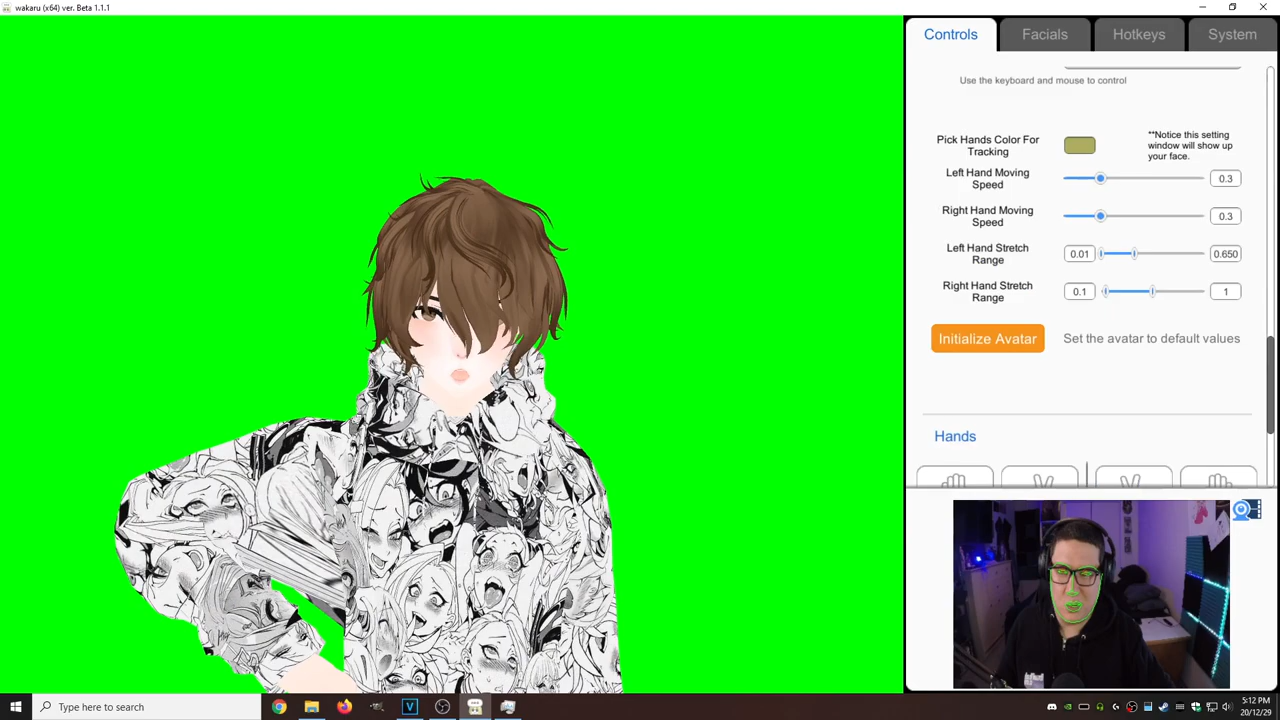 wakaru (x64) ver. Beta 1.1.1
Controls
Facials
Hotkeys
System
Use the keyboard and mouse to control
Pick Hands Color For
Tracking
**Notice this setting
window will show up
your face.
Left Hand Moving
Speed
0.3
Right Hand Moving
Speed
0.3
Left Hand Stretch
Range
0.01
0.650
Right Hand Stretch
Range
0.1
1
Initialize Avatar
Set the avatar to default values
Hands
Type here to search
5:12 PM
20/12/29